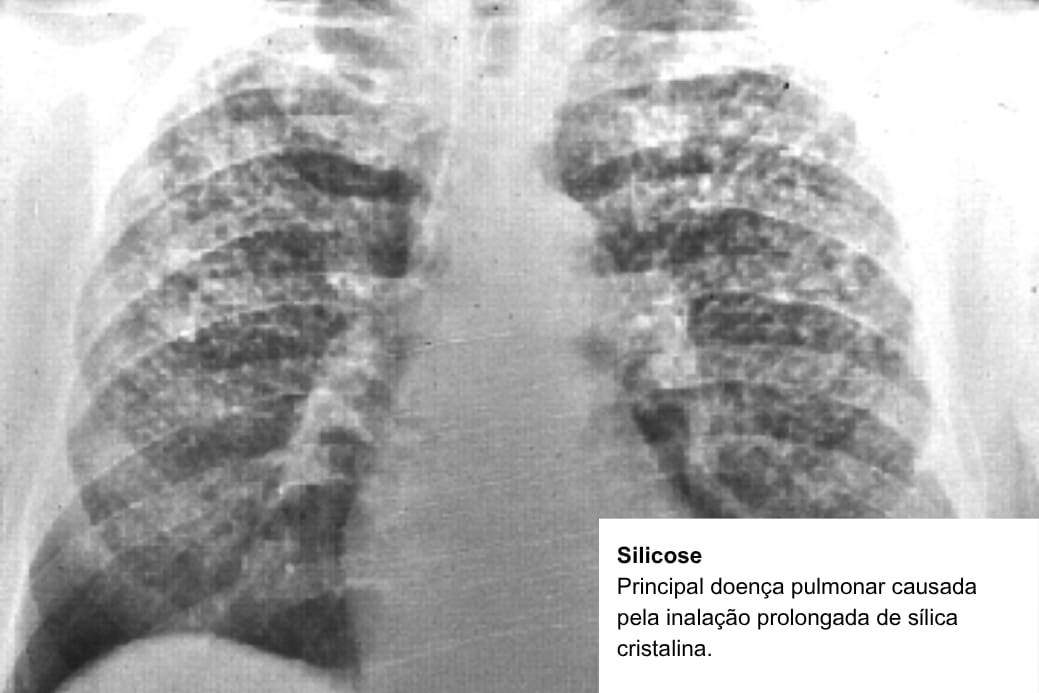 Silicose
Principal doença pulmonar causada
pela inalação prolongada de sílica
cristalina.